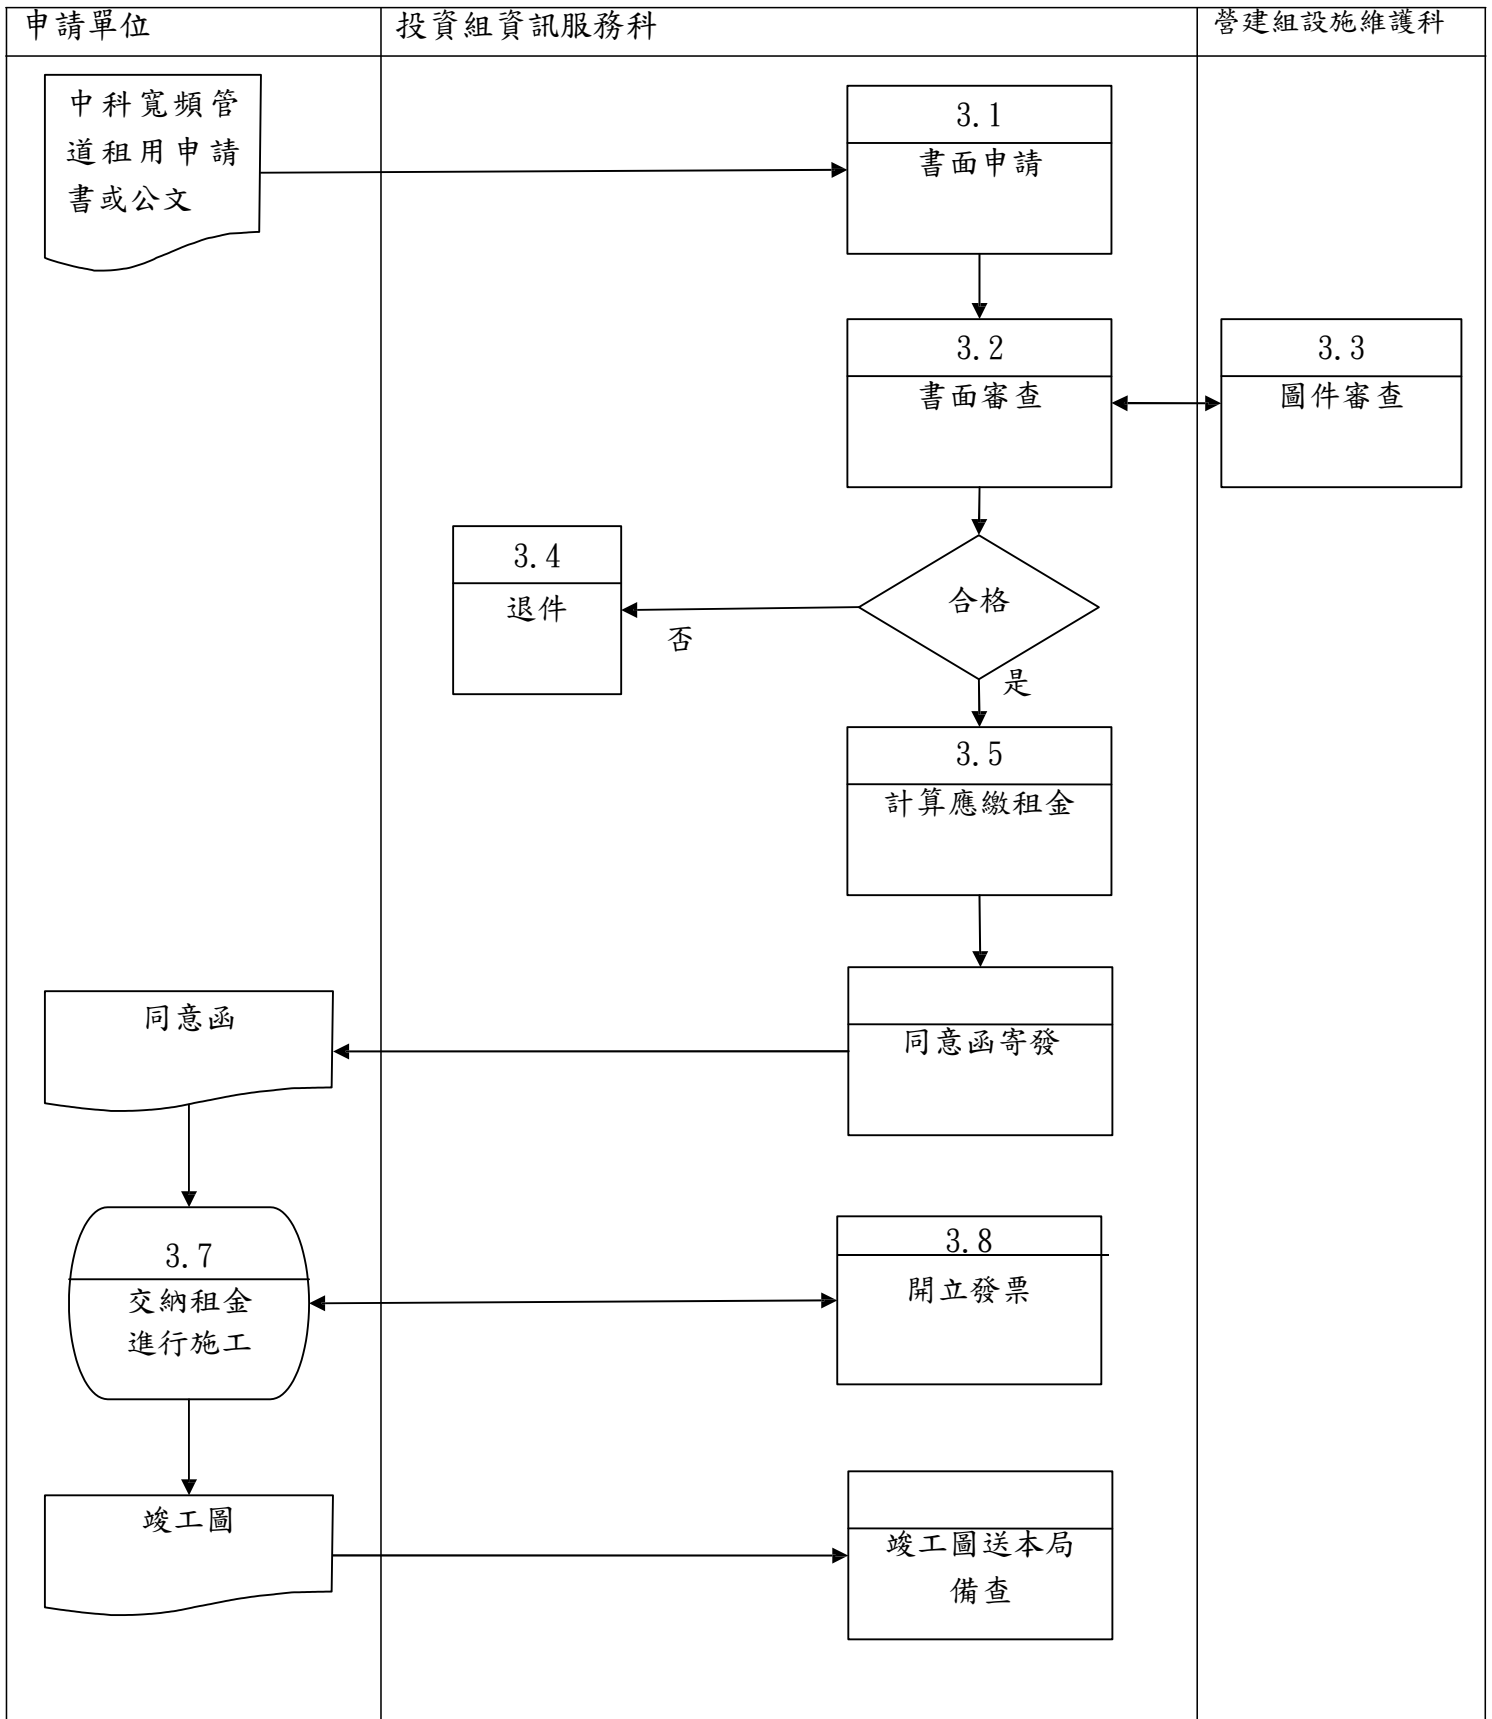 申請單位
投資組資訊服務科
營建組設施維護科
中科寬頻管
道租用申請
書或公文
3.1
書面申請
3.2
書面審查
3.3
圖件審查
3.4
退件
合格
否
是
3.5
計算應繳租金
同意函
同意函寄發
3.7
交納租金
進行施工
3.8
開立發票
竣工圖
竣工圖送本局
備查